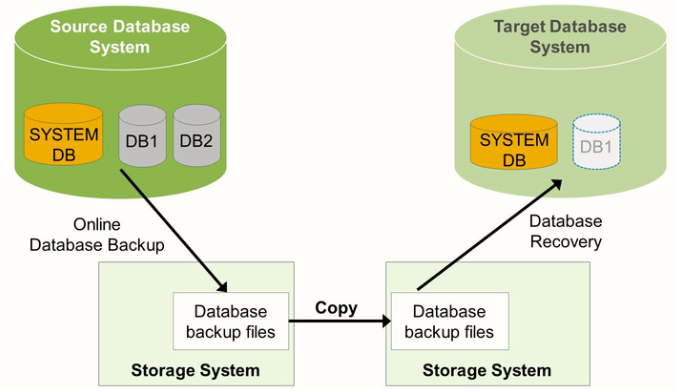 Source Database
System
SYSTEM
DB
DB1
DB2
Online
Database Backup
Database
backup files
Storage System
Copy
Database
backup files
Storage System
Database
Recovery
Target Database
System
SYSTEM
DB
DB1